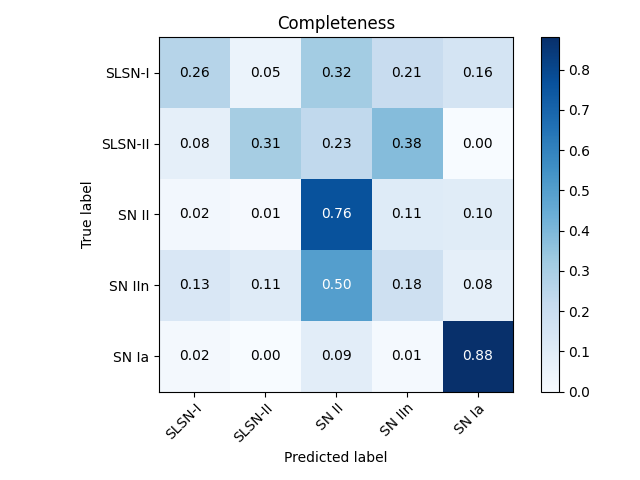 Completeness
SLSN-I 0.26 0.05 0.32 0.21 0.16
SLSN-II 0.08 0.31 0.23 0.38 0.00
SN II 0.02 0.01 0.76 0.11 0.10
SN IIn 0.13 0.11 0.50 0.18 0.08
SN Ia 0.02 0.00 0.09 0.01 0.88
True label
SLSN-I SLSN-II SN II SN IIn SN Ia
Predicted label
0.8
0.7
0.6
0.5
0.4
0.3
0.2
0.1
0.0